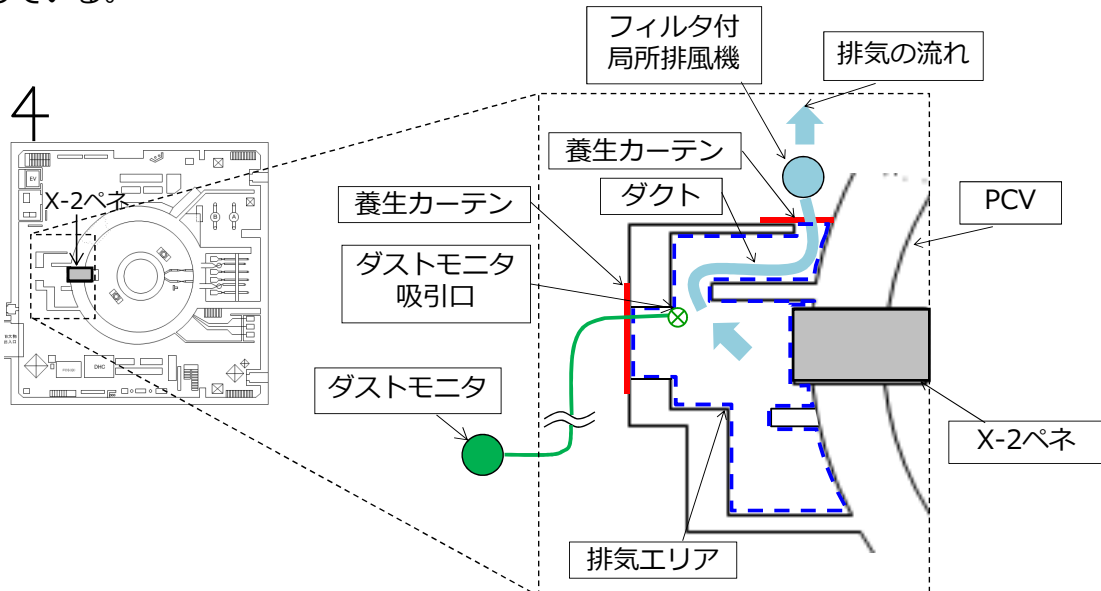 ている。
フィルタ付
局所排風機
排気の流れ
養生カーテン
ダクト
PCV
X-2ペネ
養生カーテン
ダストモニタ
吸引口
ダストモニタ
X-2ペネ
排気エリア
EV
B
A
DHC